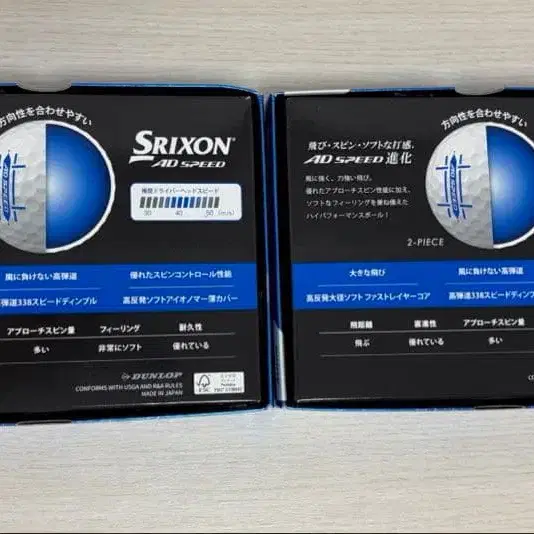 方向性を合わせやすい
AD SPEED
SRIXON
AD SPEED
推奨ドライバーヘッドスピード
30 40 50 (m/s)
風に負けない高弾道
優れたスピンコントロール性能
高弾道338スピードディンプル
高反発ソフトアイオノマー薄カバー
アプローチスピン量 フィーリング 耐久性
多い 非常にソフト 優れている
DUNLOP
CONFORMS WITH USGA AND R&A RULES
MADE IN JAPAN
FSC
飛び・スピン・ソフトな打感。
AD SPEED 進化
風に強く、力強い飛び。
優れたアプローチスピン性能に加え、
ソフトなフィーリングを兼ね備えた
ハイパフォーマンスボール!
2-PIECE
方向性を合わせやすい
AD SPEED
大きな飛び
風に負けない高弾道
高反発大径ソフト ファストレイヤーコア
高弾道338スピードディンプ
飛距離 直進性 アプローチスピン量
飛ぶ 優れている 多い